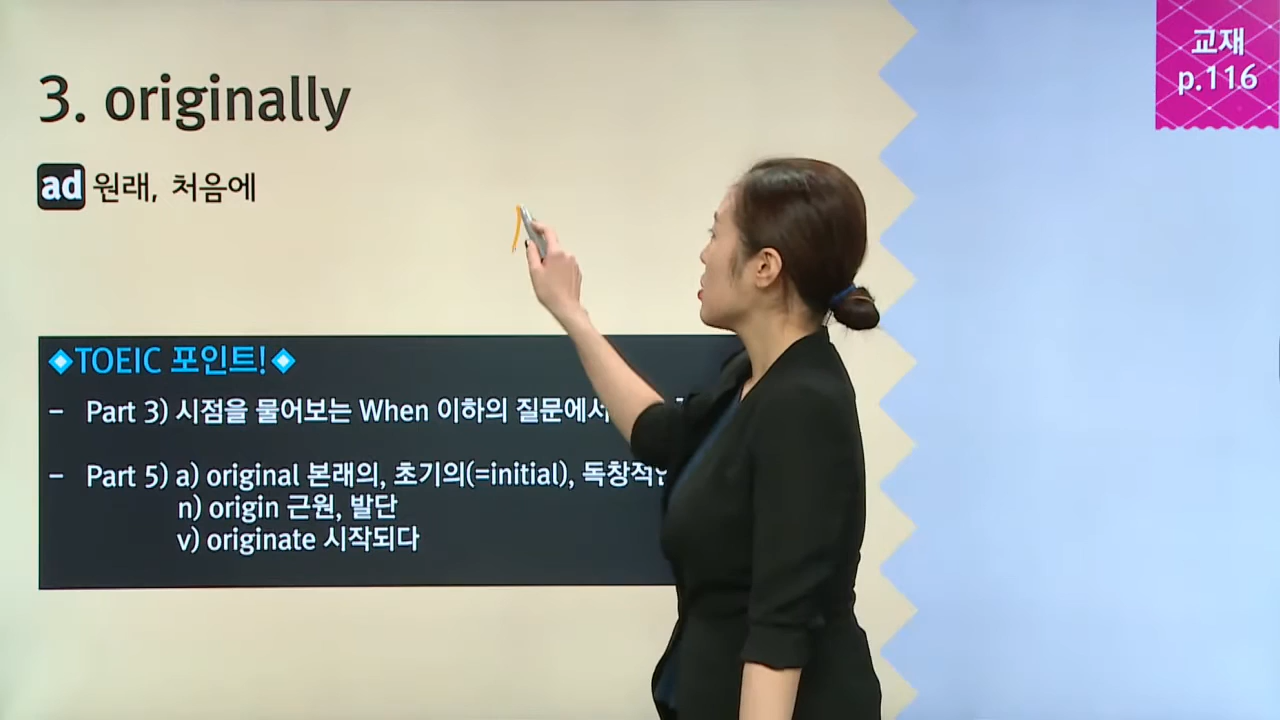 교재
p.116
3. originally
ad 원래, 처음에
◆TOEIC 포인트!◆
– Part 3) 시점을 물어보는 When 이하의 질문에서
– Part 5) a) original 본래의, 초기의(=initial), 독창적인
n) origin 근원, 발단
v) originate 시작되다